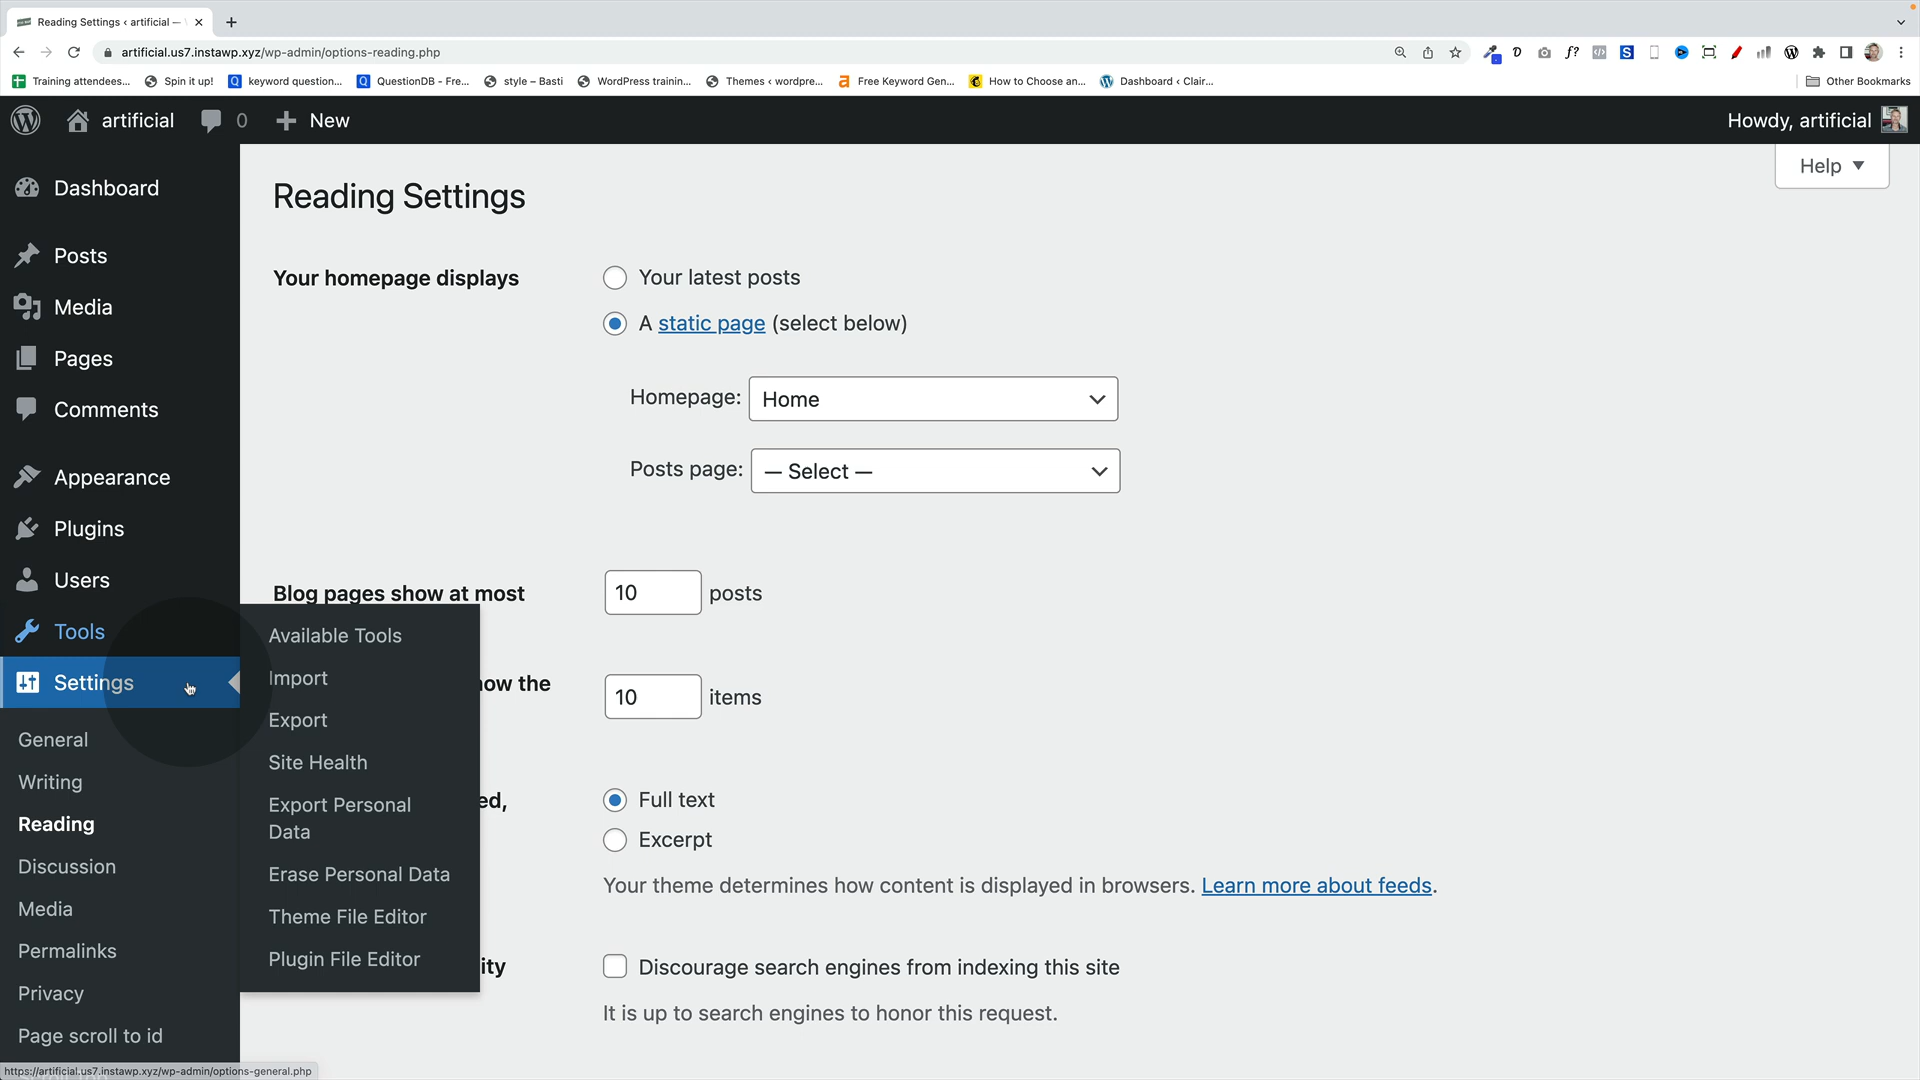 Reading Settings ‹ artificial —
artificial.us7.instawp.xyz/wp-admin/options-reading.php
Training attendees...
Spin it up!
keyword question...
QuestionDB - Fre...
style – Basti
WordPress trainin...
Themes ‹ wordpre...
Free Keyword Gen...
How to Choose an...
Dashboard ‹ Clair...
Other Bookmarks
artificial
0
New
Howdy, artificial
Help
Dashboard
Posts
Media
Pages
Comments
Appearance
Plugins
Users
Tools
Settings
General
Writing
Reading
Discussion
Media
Permalinks
Privacy
Page scroll to id
https://artificial.us7.instawp.xyz/wp-admin/options-general.php
Available Tools
Import
Export
Site Health
Export Personal
Data
Erase Personal Data
Theme File Editor
Plugin File Editor
Reading Settings
Your homepage displays
Your latest posts
A static page (select below)
Homepage: Home
Posts page: — Select —
Blog pages show at most
10 posts
ow the
10 items
ed,
Full text
Excerpt
Your theme determines how content is displayed in browsers. Learn more about feeds.
ity
Discourage search engines from indexing this site
It is up to search engines to honor this request.